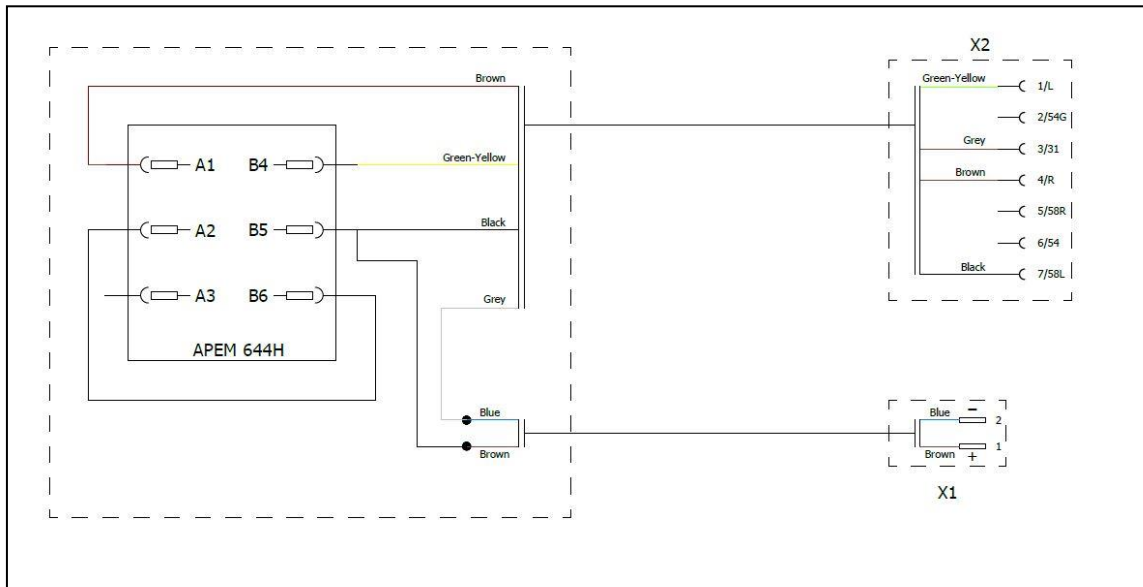 X2
Brown
Green-Yellow
1/L
2/54G
Grey
3/31
A1
B4
Green-Yellow
Brown
4/R
5/58R
A2
B5
Black
6/54
Black
7/58L
A3
B6
Grey
APEM 644H
Blue
Blue
−
2
Brown
Brown
+
1
X1